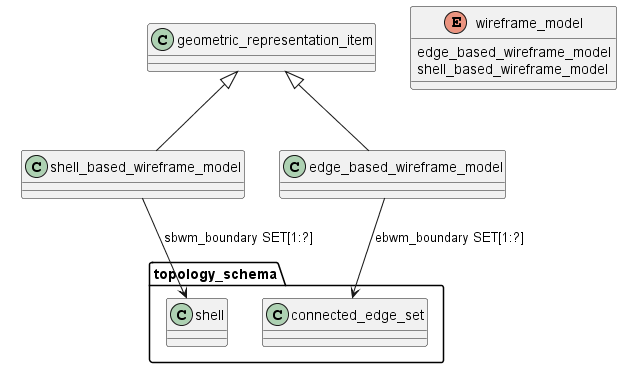 C geometric_representation_item
E wireframe_model
edge_based_wireframe_model
shell_based_wireframe_model
C shell_based_wireframe_model
C edge_based_wireframe_model
sbwm_boundary SET[1:?]
ebwm_boundary SET[1:?]
topology_schema
C shell
C connected_edge_set